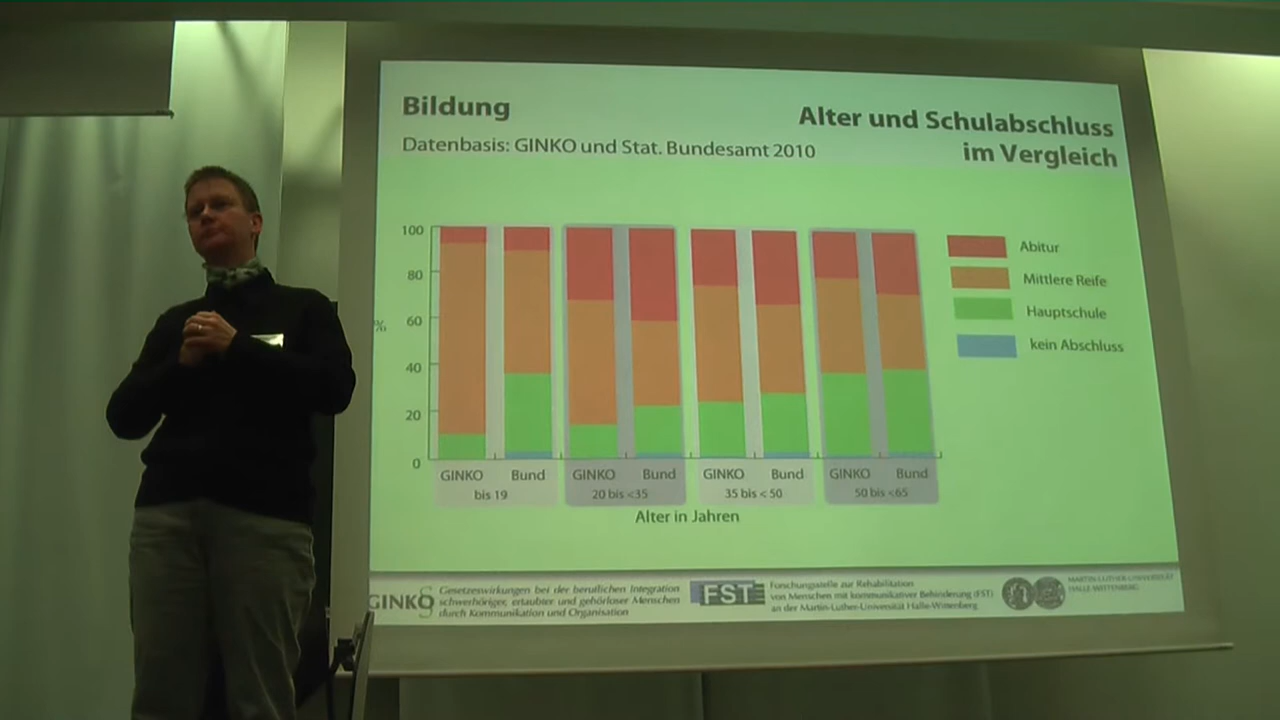 Bildung
Alter und Schulabschluss
im Vergleich
Datenbasis: GINKO und Stat. Bundesamt 2010
100
80
60
40
20
0
%
GINKO Bund GINKO Bund GINKO Bund GINKO Bund
bis 19 20 bis <35 35 bis < 50 50 bis <65
Alter in Jahren
Abitur
Mittlere Reife
Hauptschule
kein Abschluss
GINKO
Gesetzeswirkungen bei der beruflichen Integration
schwerhöriger, ertaubter und gehörloser Menschen
durch Kommunikation und Organisation
FST
Forschungsstelle zur Rehabilitation
von Menschen mit kommunikativer Behinderung (FST)
an der Martin-Luther-Universität Halle-Wittenberg
MARTIN-LUTHER-UNIVERSITÄT
HALLE-WITTENBERG